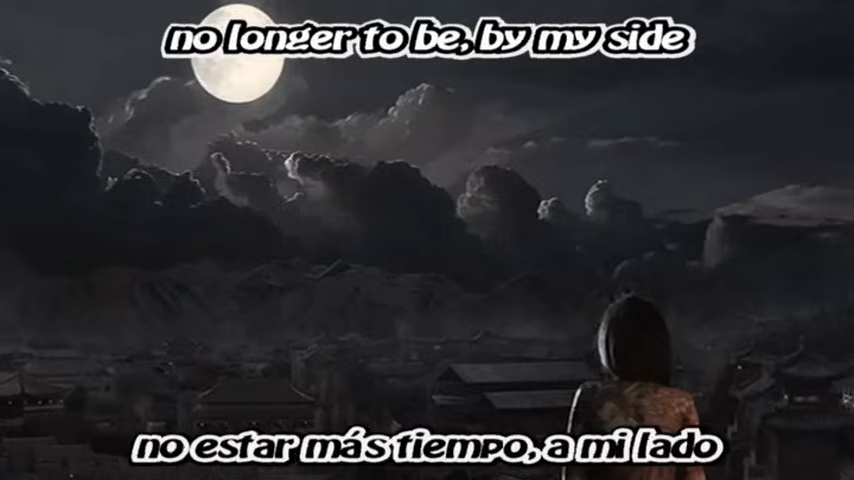 no longer to be, by my side
no estar más tiempo, a mi lado